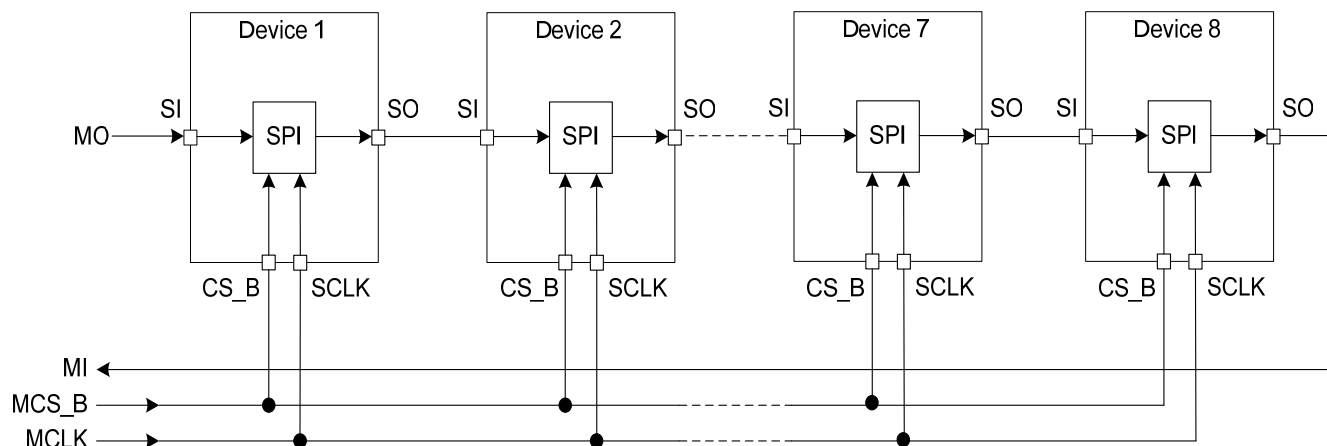 Device 1
Device 2
Device 7
Device 8
SI
SO
SI
SO
SI
SO
SI
SO
MO
SPI
SPI
SPI
SPI
CS_B
SCLK
CS_B
SCLK
CS_B
SCLK
CS_B
SCLK
MI
MCS_B
MCLK